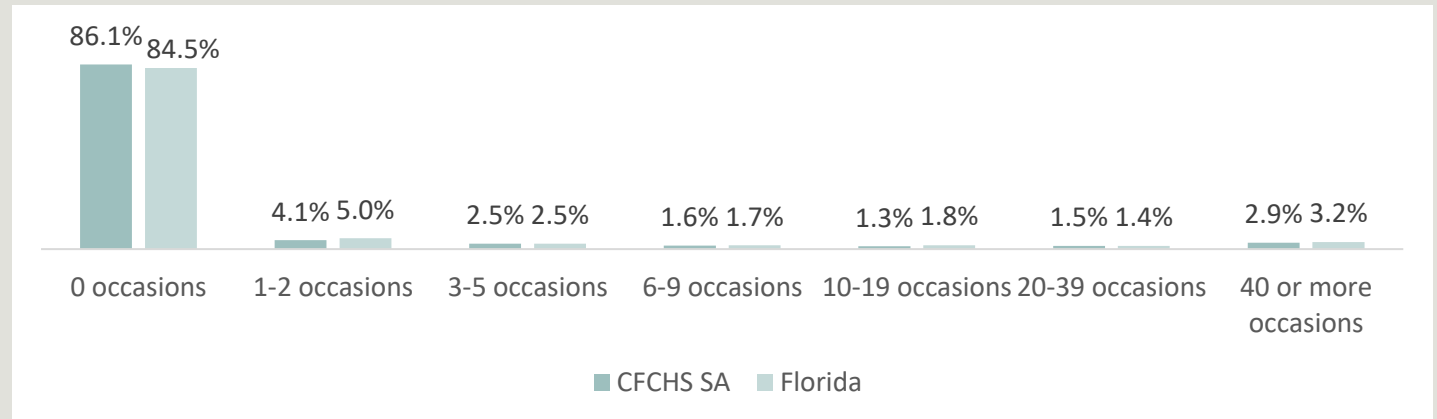 86.1% 84.5%
4.1% 5.0% 2.5% 2.5% 1.6% 1.7% 1.3% 1.8% 1.5% 1.4% 2.9% 3.2%
0 occasions 1-2 occasions 3-5 occasions 6-9 occasions 10-19 occasions 20-39 occasions 40 or more
occasions
CFCHS SA Florida